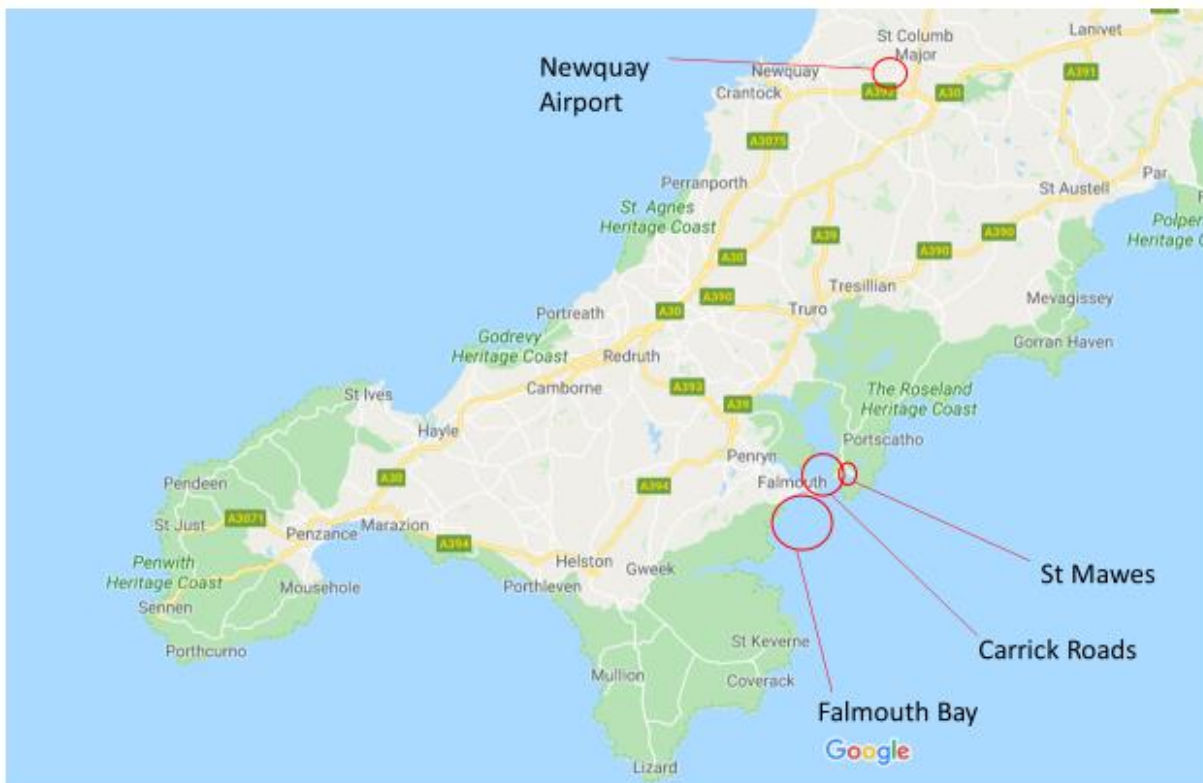 St Columb
Major
Lanivet
Newquay
Airport
Newquay
Crantock
A392
A30
A391
A3075
Perranporth
St Austell
Par
St. Agnes
Heritage Coast
A39
A390
A390
Polper
Heritage C
A30
Tresillian
Mevagissey
Portreath
A30
A390
Truro
Gorran Haven
Godrevy
Heritage Coast
Redruth
Camborne
A393
A39
The Roseland
Heritage Coast
St Ives
Hayle
Portscatho
Penryn
Falmouth
Pendeen
A30
A394
St Just
A3071
Penzance
Marazion
A394
Penwith
Heritage Coast
Helston
Gweek
St Mawes
Mousehole
Porthleven
Sennen
Porthcurno
St Keverne
Carrick Roads
Mullion
Coverack
Falmouth Bay
Google
Lizard